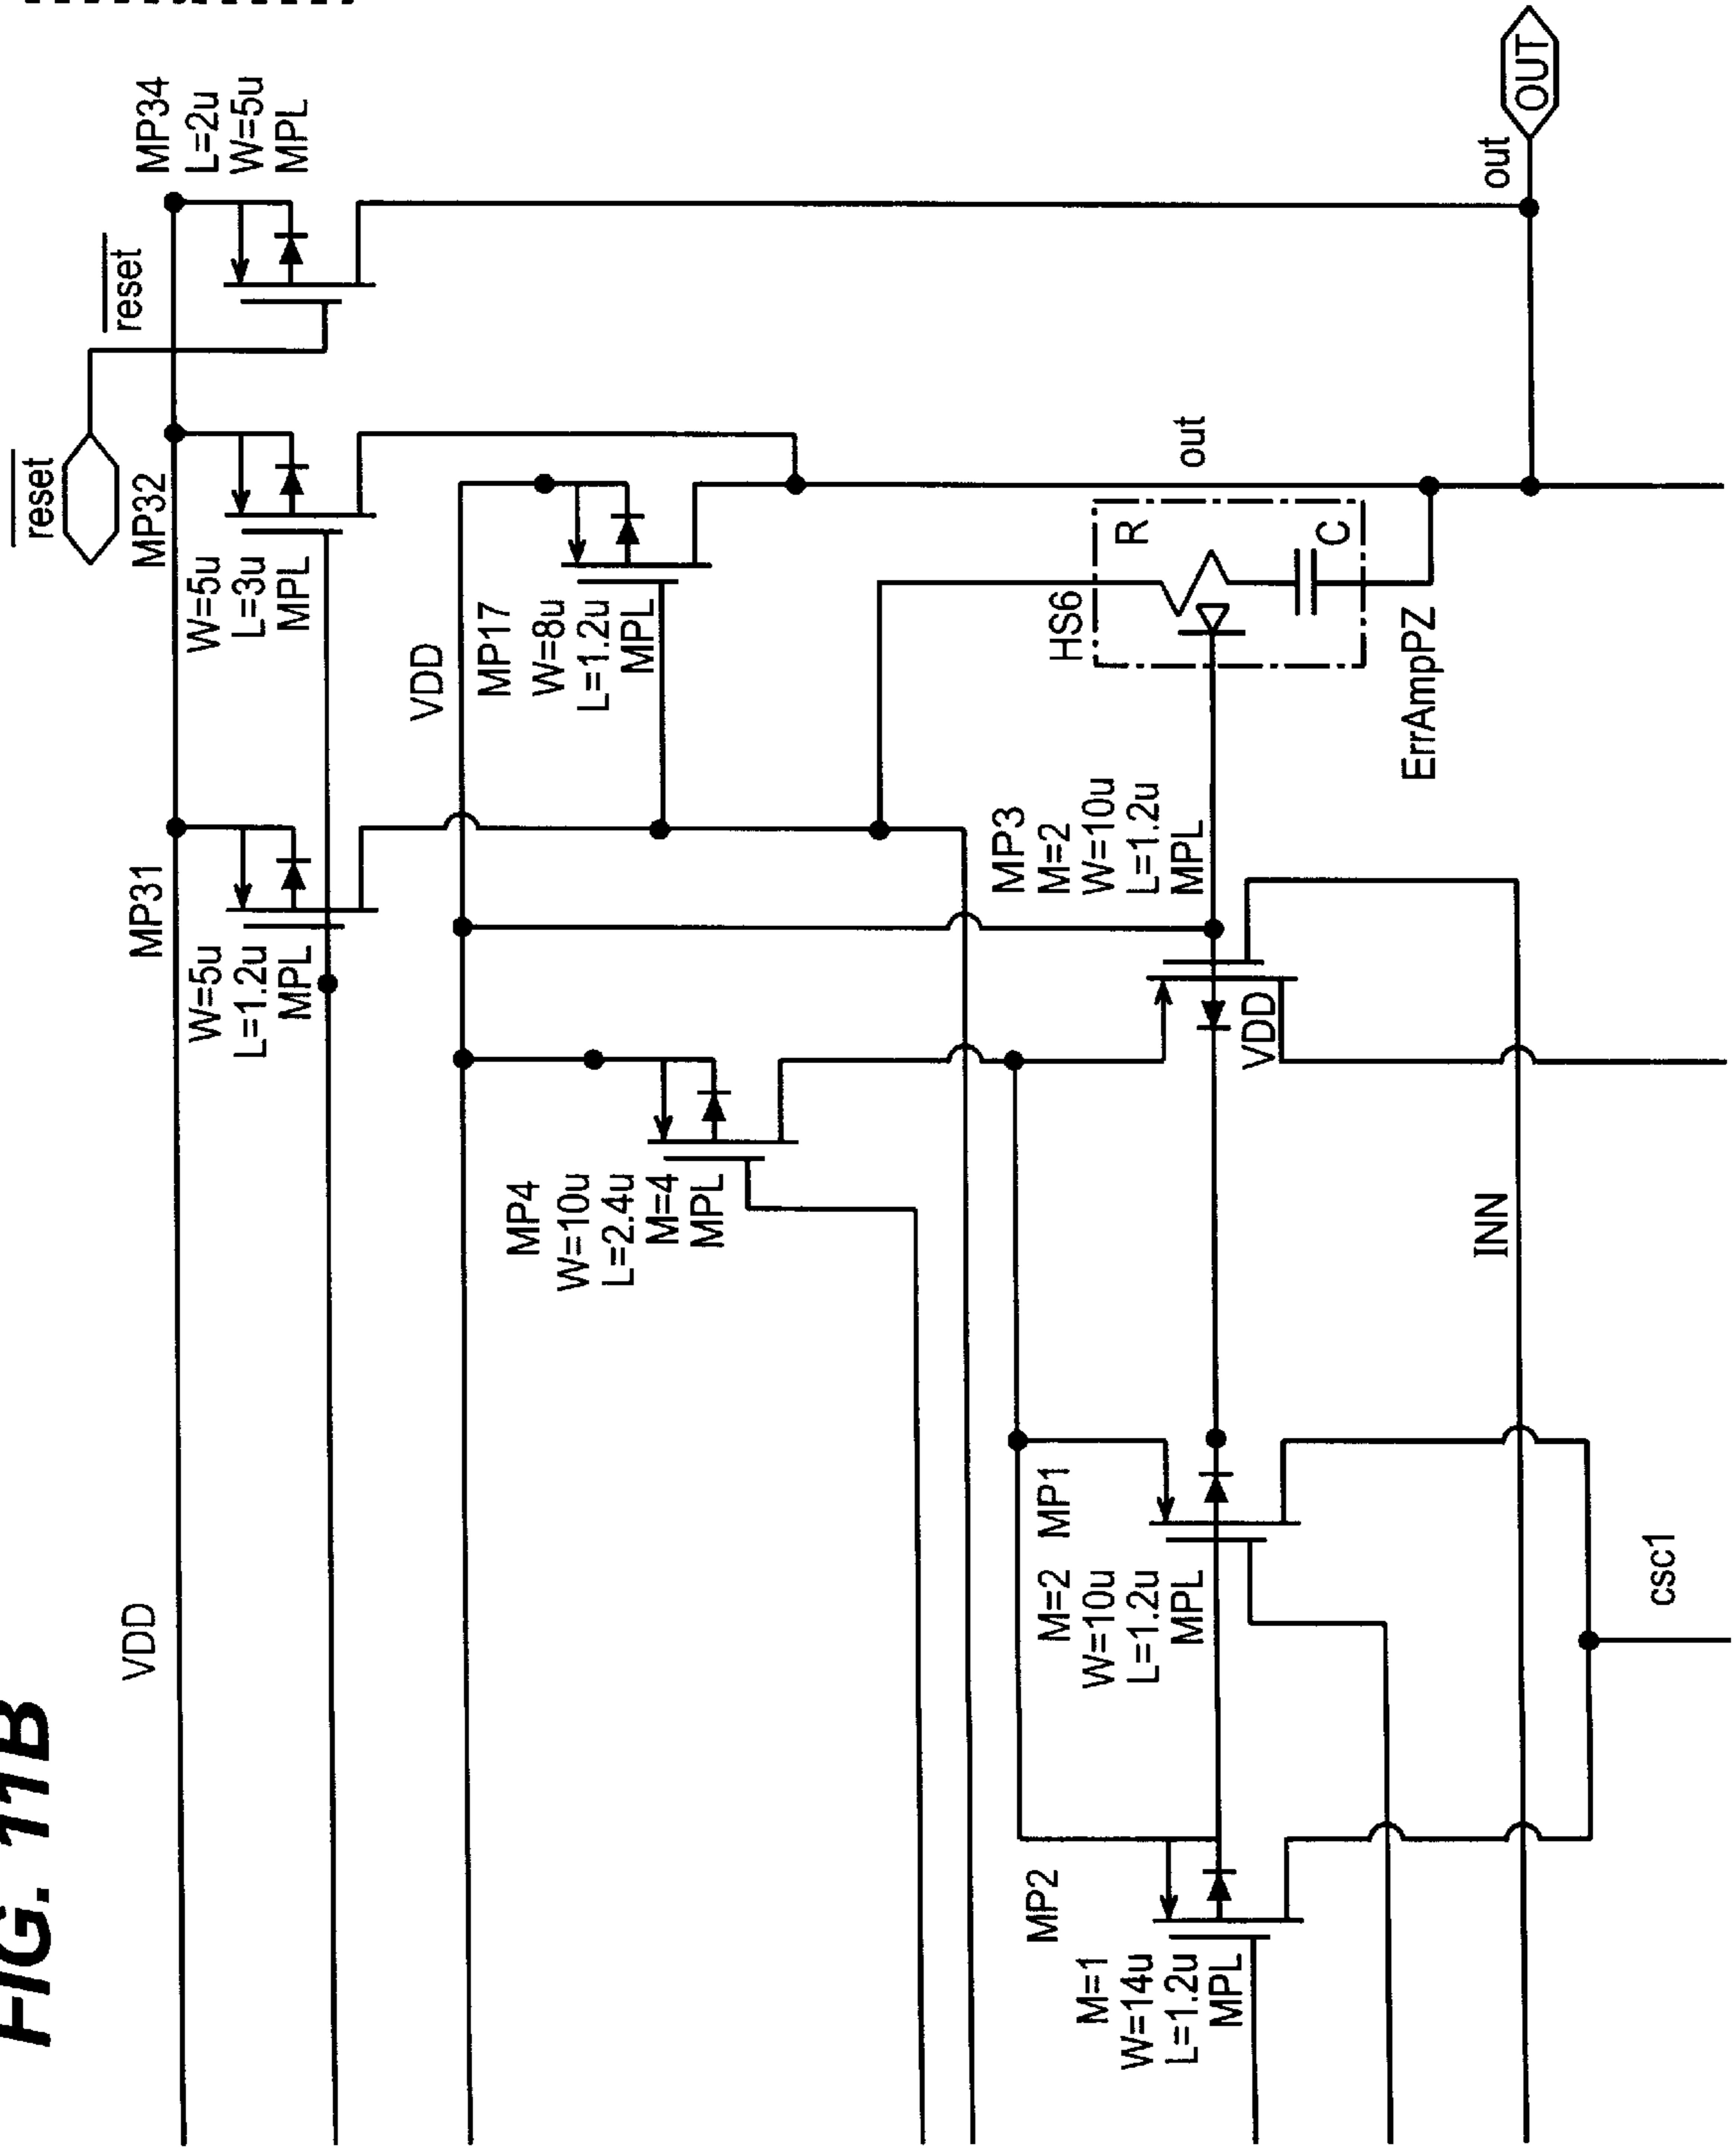 FIG. 11B
VDD
MP31
W=5u
L=1.2u
MPL
reset
MP32
W=5u
L=3u
MPL
reset
MP34
L=2u
W=5u
MPL
VDD
MP17
W=8u
L=1.2u
MPL
MP4
W=10u
L=2.4u
M=4
MPL
MP3
M=2
W=10u
L=1.2u
MPL
VDD
HS6
R
C
ErrAmpPZ
out
out
OUT
MP1
M=2
W=10u
L=1.2u
MPL
MP2
M=1
W=14u
L=1.2u
MPL
INN
csc1